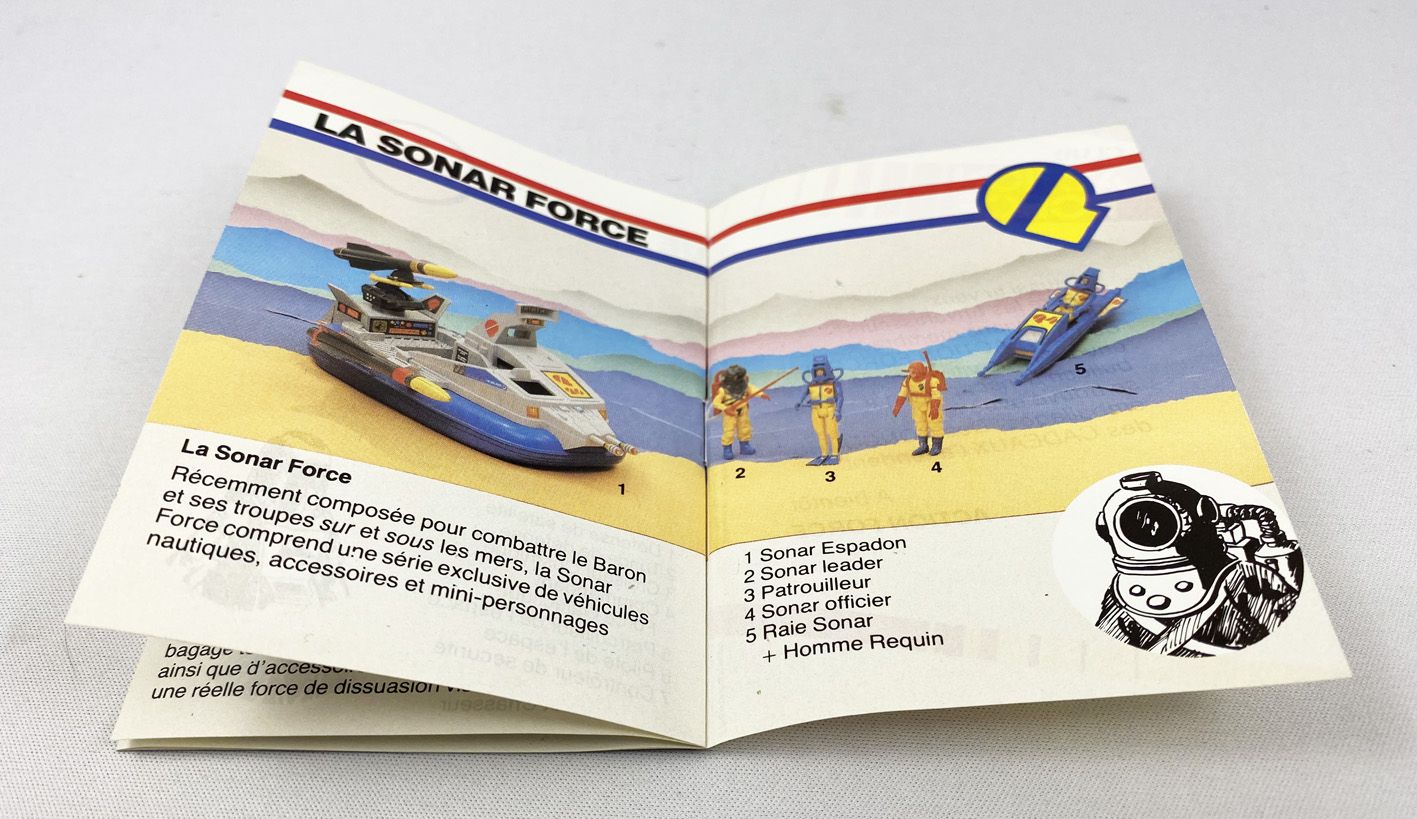 LA SONAR FORCE
La Sonar Force
Récemment composée pour combattre le Baron
et ses troupes sur et sous les mers, la Sonar
Force comprend une série exclusive de véhicules
nautiques, accessoires et mini-personnages
1
2
3
4
5
1 Sonar Espadon
2 Sonar leader
3 Patrouilleur
4 Sonar officier
5 Raie Sonar
+ Homme Requin
ainsi que d'accessoi
une réelle force de dissuasion